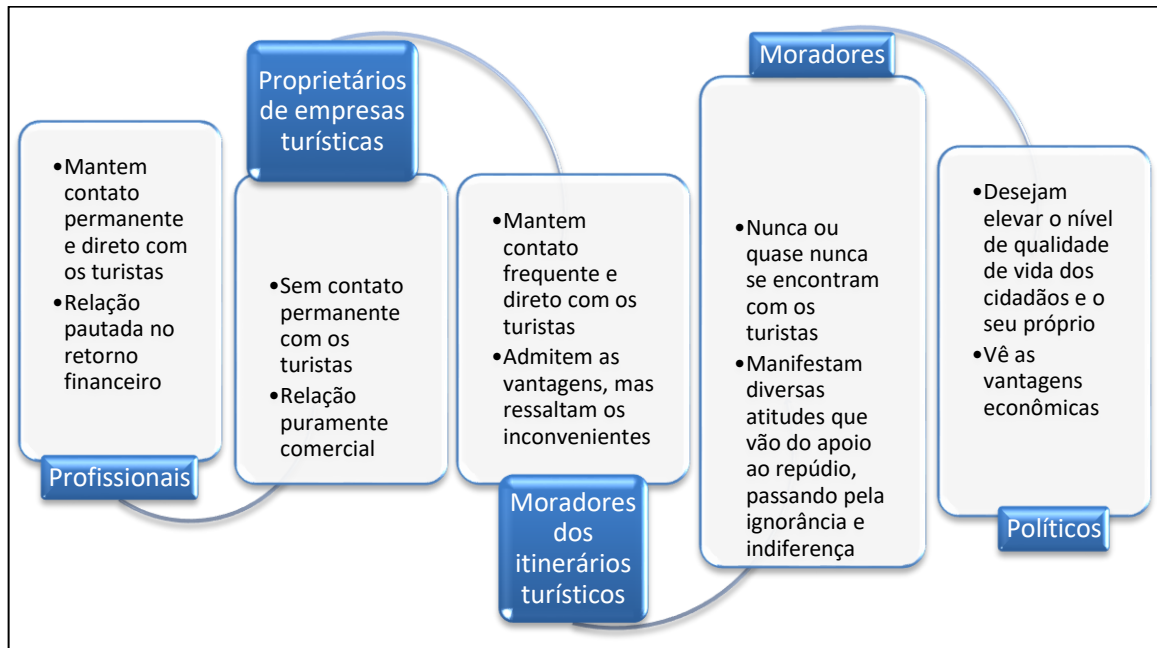 •Mantem
contato
permanente
e direto com
os turistas
•Relação
pautada no
retorno
financeiro
Profissionais
Proprietários
de empresas
turísticas
•Sem contato
permanente
com os
turistas
•Relação
puramente
comercial
•Mantem
contato
frequente e
direto com os
turistas
•Admitem as
vantagens, mas
ressaltam os
inconvenientes
Moradores
dos
itinerários
turísticos
Moradores
•Nunca ou
quase nunca
se encontram
com os
turistas
•Manifestam
diversas
atitudes que
vão do apoio
ao repúdio,
passando pela
ignorância e
indiferença
•Desejam
elevar o nível
de qualidade
de vida dos
cidadãos e o
seu próprio
•Vê as
vantagens
econômicas
Políticos